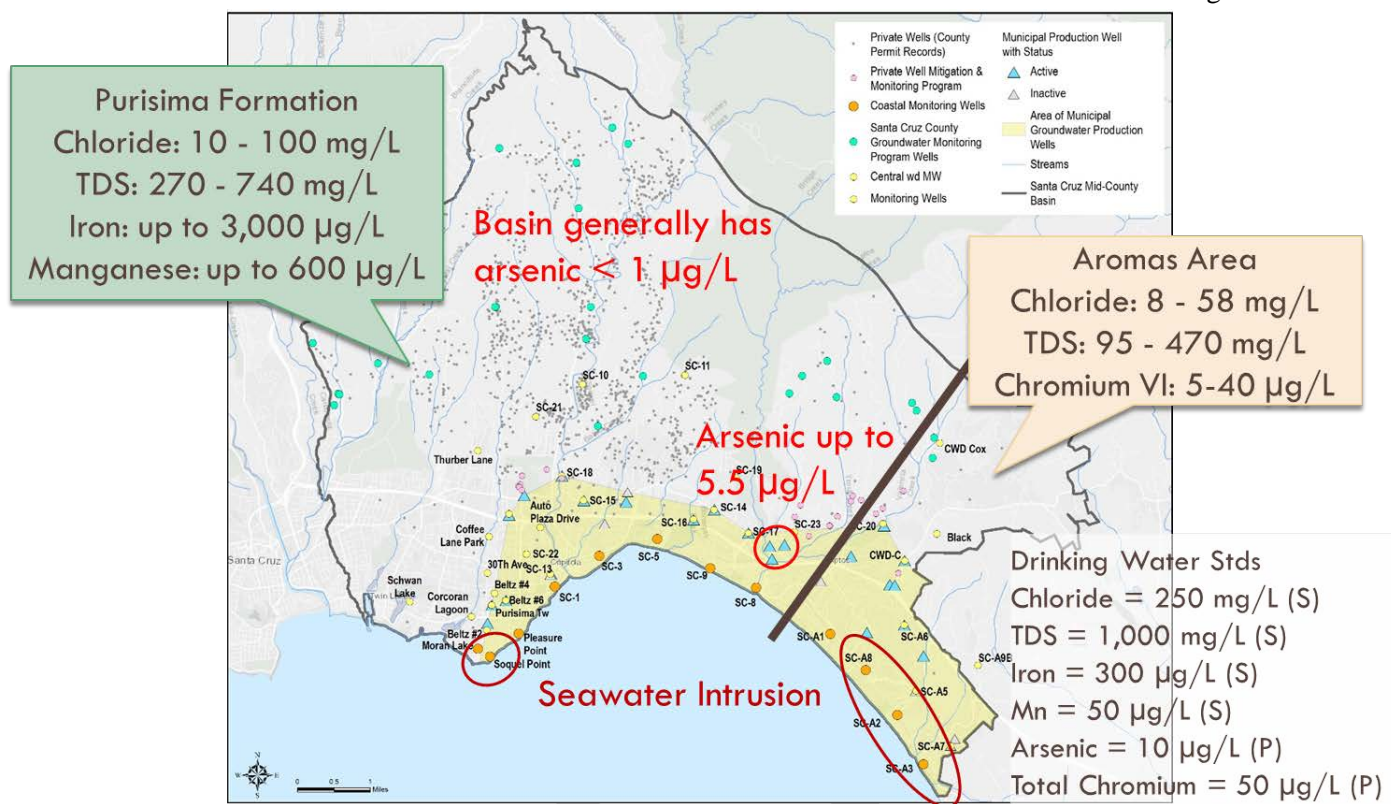 Purisima Formation
Chloride: 10 - 100 mg/L
TDS: 270 - 740 mg/L
Iron: up to 3,000 µg/L
Manganese: up to 600 µg/L
Private Wells (County
Permit Records)
Private Well Mitigation &
Monitoring Program
Coastal Monitoring Wells
Santa Cruz County
Groundwater Monitoring
Program Wells
Central wd MW
Monitoring Wells
Municipal Production Well
with Status
Active
Inactive
Area of Municipal
Groundwater Production
Wells
Streams
Santa Cruz Mid-County
Basin
Basin generally has
arsenic < 1 µg/L
Aromas Area
Chloride: 8 - 58 mg/L
TDS: 95 - 470 mg/L
Chromium VI: 5-40 µg/L
Arsenic up to
5.5 µg/L
SC-10
SC-11
SC-21
Thurber Lane
CWD Cox
SC-18
SC-19
SC-15
SC-14
SC-16
SC-17
SC-23
SC-20
Auto
Plaza Drive
Coffee
Lane Park
Black
SC-22
SC-5
CWD-C
30Th Ave
SC-13
SC-3
SC-9
Santa Cruz
Schwan
Lake
Beltz #4
SC-1
SC-8
Corcoran
Lagoon
Beltz #6
Purisima Tw
Beltz #2
Moran Lake
Pleasure
Point
Soquel Point
SC-A1
SC-A6
SC-A8
SC-A9E
SC-A5
SC-A2
SC-A7
SC-A3
Seawater Intrusion
Drinking Water Stds
Chloride = 250 mg/L (S)
TDS = 1,000 mg/L (S)
Iron = 300 µg/L (S)
Mn = 50 µg/L (S)
Arsenic = 10 µg/L (P)
Total Chromium = 50 µg/L (P)
N
W E
S
0 0.5 1
Miles